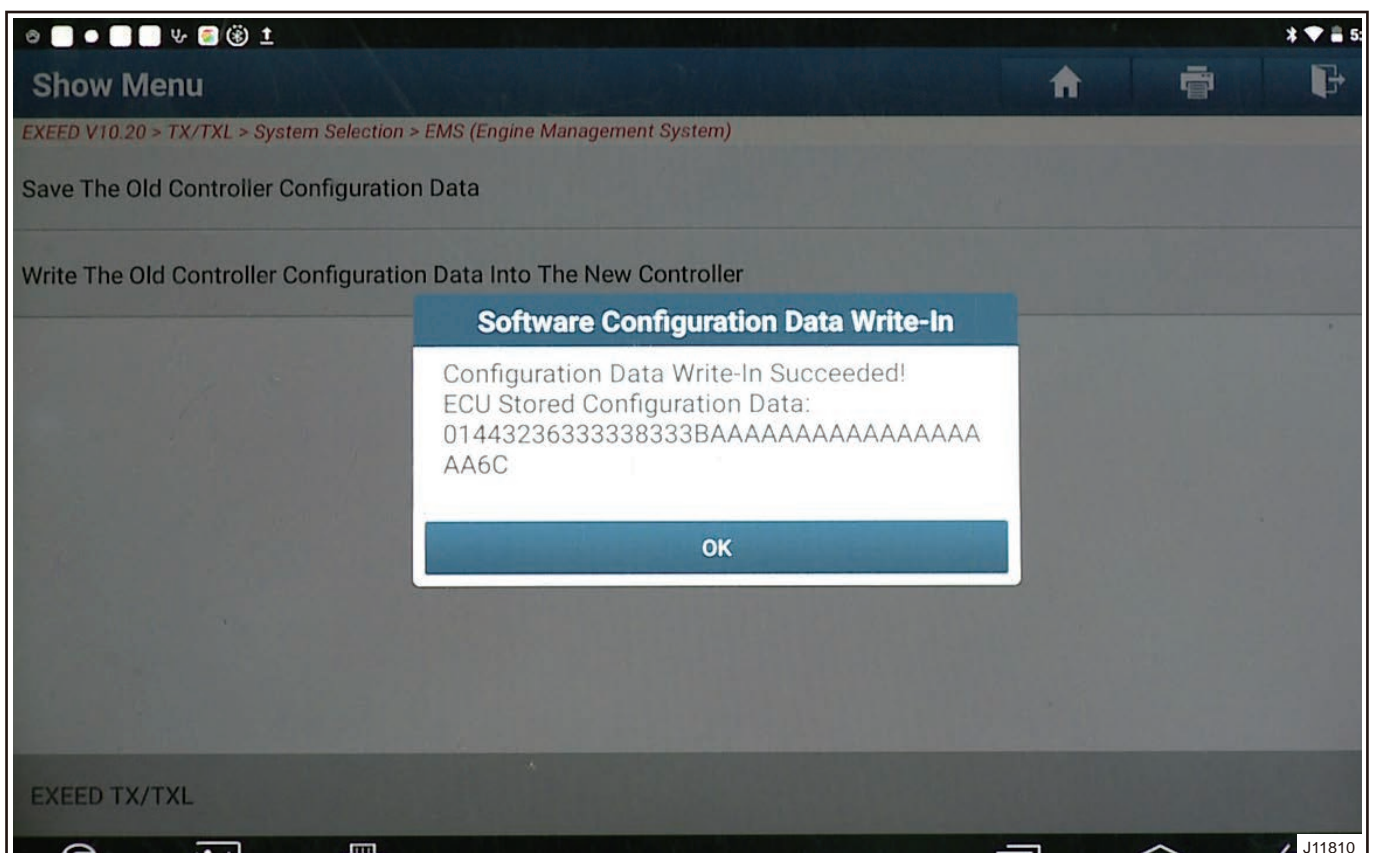 5:
Show Menu
EXEED V10.20 > TX/TXL > System Selection > EMS (Engine Management System)
Save The Old Controller Configuration Data
Write The Old Controller Configuration Data Into The New Controller
Software Configuration Data Write-In
Configuration Data Write-In Succeeded!
ECU Stored Configuration Data:
01443236333338333BAAAAAAAAAAAAAAAAA
AA6C
OK
EXEED TX/TXL
J11810